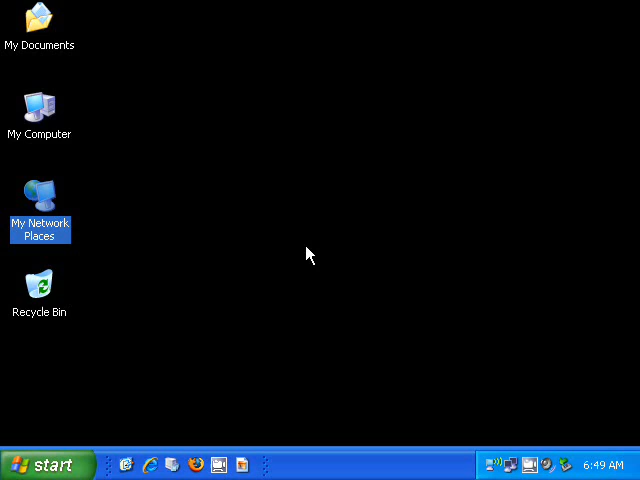 My Documents
My Computer
My Network
Places
Recycle Bin
start
6:49 AM